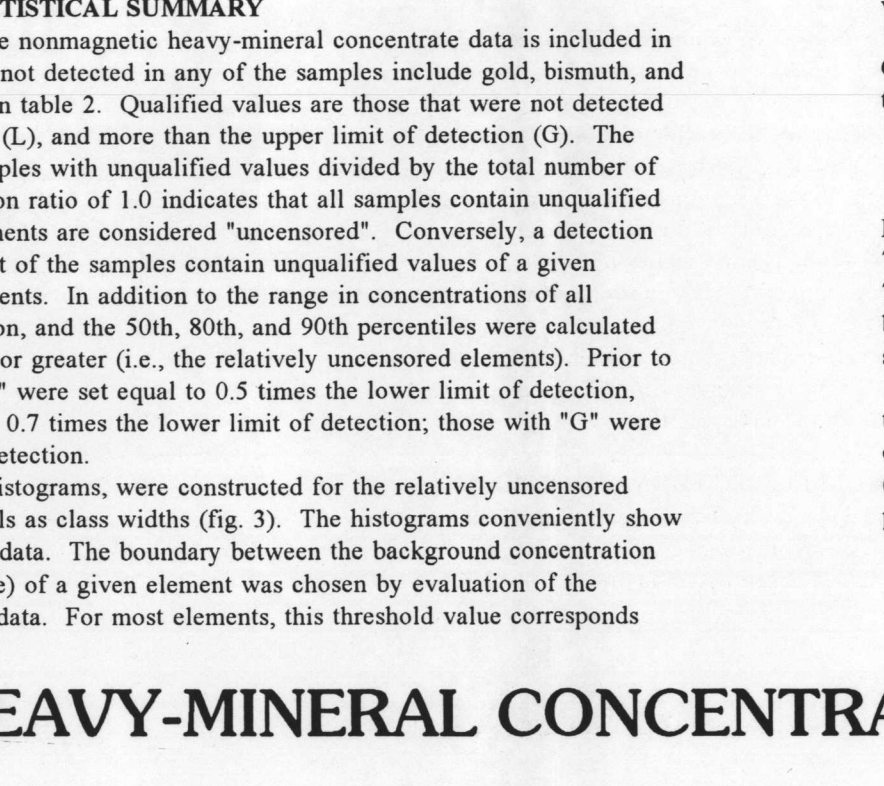 TISTICAL SUMMARY
e nonmagnetic heavy-mineral concentrate data is included in
not detected in any of the samples include gold, bismuth, and
n table 2. Qualified values are those that were not detected
(L), and more than the upper limit of detection (G). The
ples with unqualified values divided by the total number of
on ratio of 1.0 indicates that all samples contain unqualified
nents are considered "uncensored". Conversely, a detection
t of the samples contain unqualified values of a given
ents. In addition to the range in concentrations of all
on, and the 50th, 80th, and 90th percentiles were calculated
or greater (i.e., the relatively uncensored elements). Prior to
" were set equal to 0.5 times the lower limit of detection,
0.7 times the lower limit of detection; those with "G" were
etection.
istograms, were constructed for the relatively uncensored
ls as class widths (fig. 3). The histograms conveniently show
data. The boundary between the background concentration
e) of a given element was chosen by evaluation of the
data. For most elements, this threshold value corresponds
EAVY-MINERAL CONCENTRA